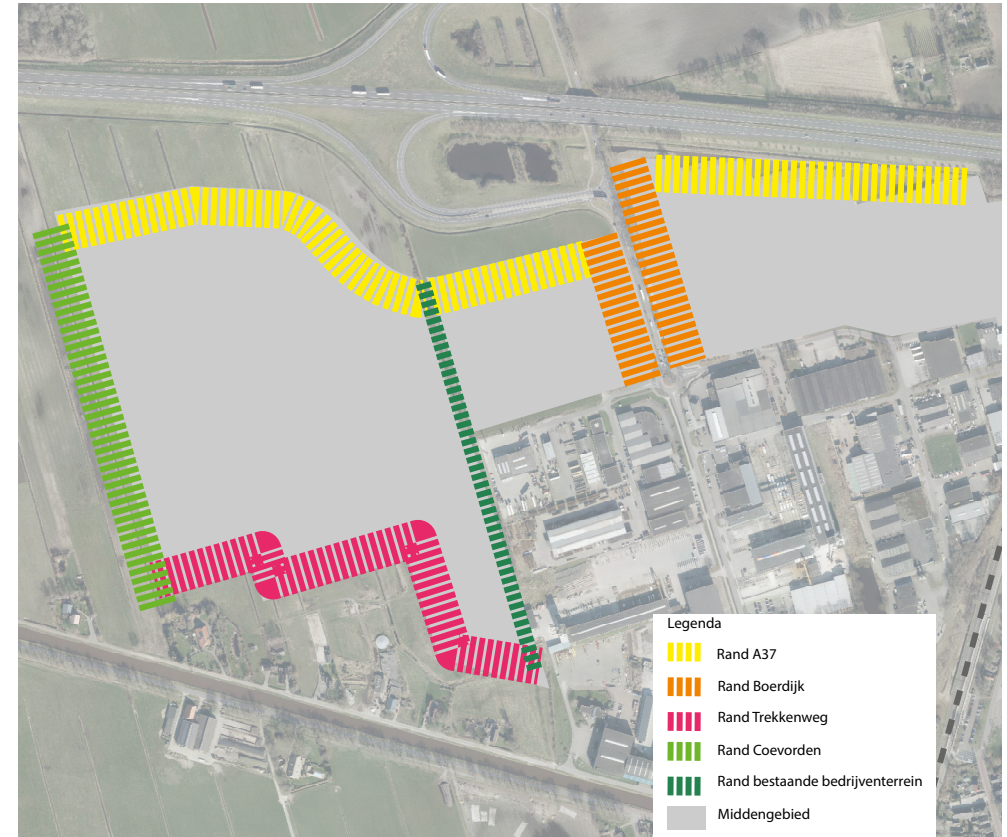 Legenda
Rand A37
Rand Boerdijk
Rand Trekkenweg
Rand Coevorden
Rand bestaande bedrijventerrein
Middengebied